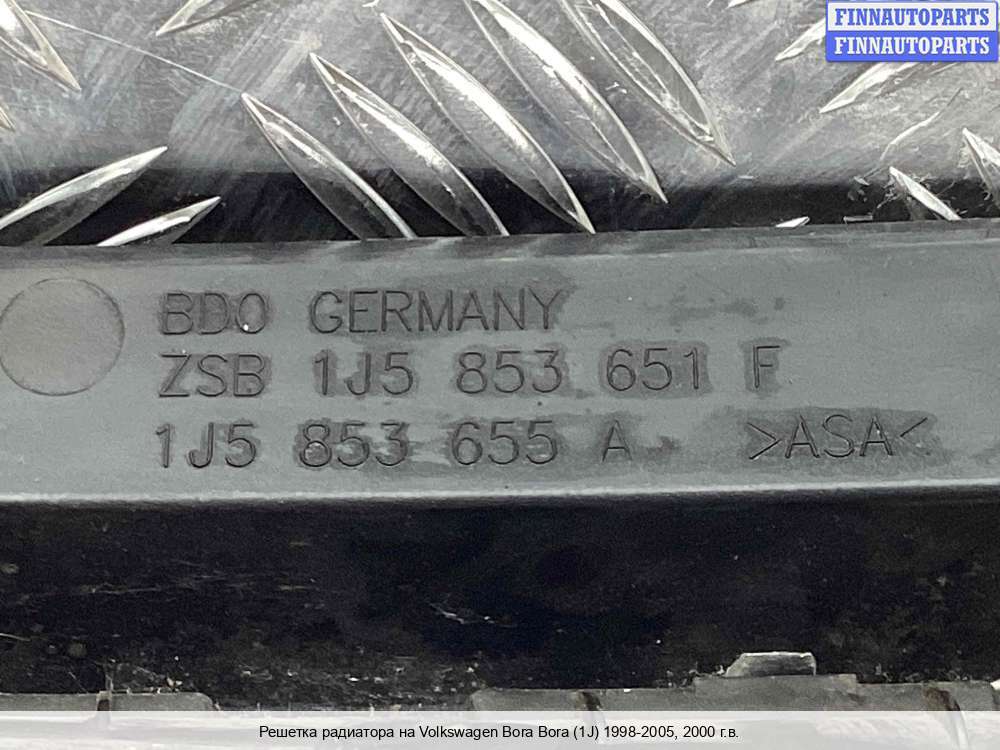 FINNAUTOPARTS
FINNAUTOPARTS
BDO GERMANY
ZSB 1J5 853 651 F
1J5 853 655 A >ASA<
Решетка радиатора на Volkswagen Bora Bora (1J) 1998-2005, 2000 г.в.